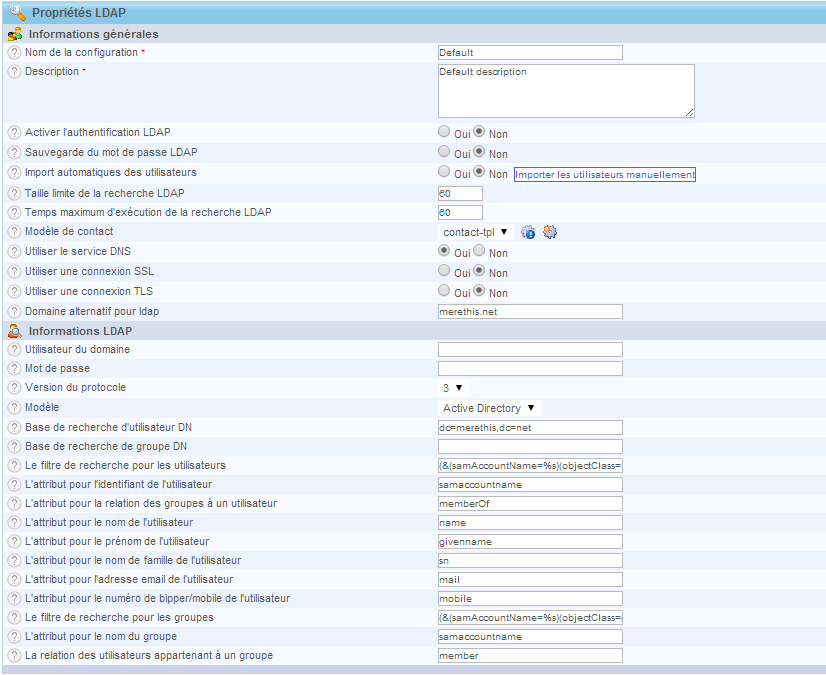 Propriétés LDAP
Informations générales
? Nom de la configuration * Default
? Description * Default description
? Activer l'authentification LDAP Oui Non
? Sauvegarde du mot de passe LDAP Oui Non
? Import automatiques des utilisateurs Oui Non Importer les utilisateurs manuellement
? Taille limite de la recherche LDAP 60
? Temps maximum d'exécution de la recherche LDAP 60
? Modèle de contact contact-tpl ▼
? Utiliser le service DNS Oui Non
? Utiliser une connexion SSL Oui Non
? Utiliser une connexion TLS Oui Non
? Domaine alternatif pour ldap merethis.net
Informations LDAP
? Utilisateur du domaine
? Mot de passe
? Version du protocole 3 ▼
? Modèle Active Directory ▼
? Base de recherche d'utilisateur DN dc=merethis,dc=net
? Base de recherche de groupe DN
? Le filtre de recherche pour les utilisateurs (&(samAccountName=%s)(objectClass=
? L'attribut pour l'identifiant de l'utilisateur samaccountname
? L'attribut pour la relation des groupes à un utilisateur memberOf
? L'attribut pour le nom de l'utilisateur name
? L'attribut pour le prénom de l'utilisateur givenname
? L'attribut pour le nom de famille de l'utilisateur sn
? L'attribut pour l'adresse email de l'utilisateur mail
? L'attribut pour le numéro de bipper/mobile de l'utilisateur mobile
? Le filtre de recherche pour les groupes (&(samAccountName=%s)(objectClass=
? L'attribut pour le nom du groupe samaccountname
? La relation des utilisateurs appartenant à un groupe member